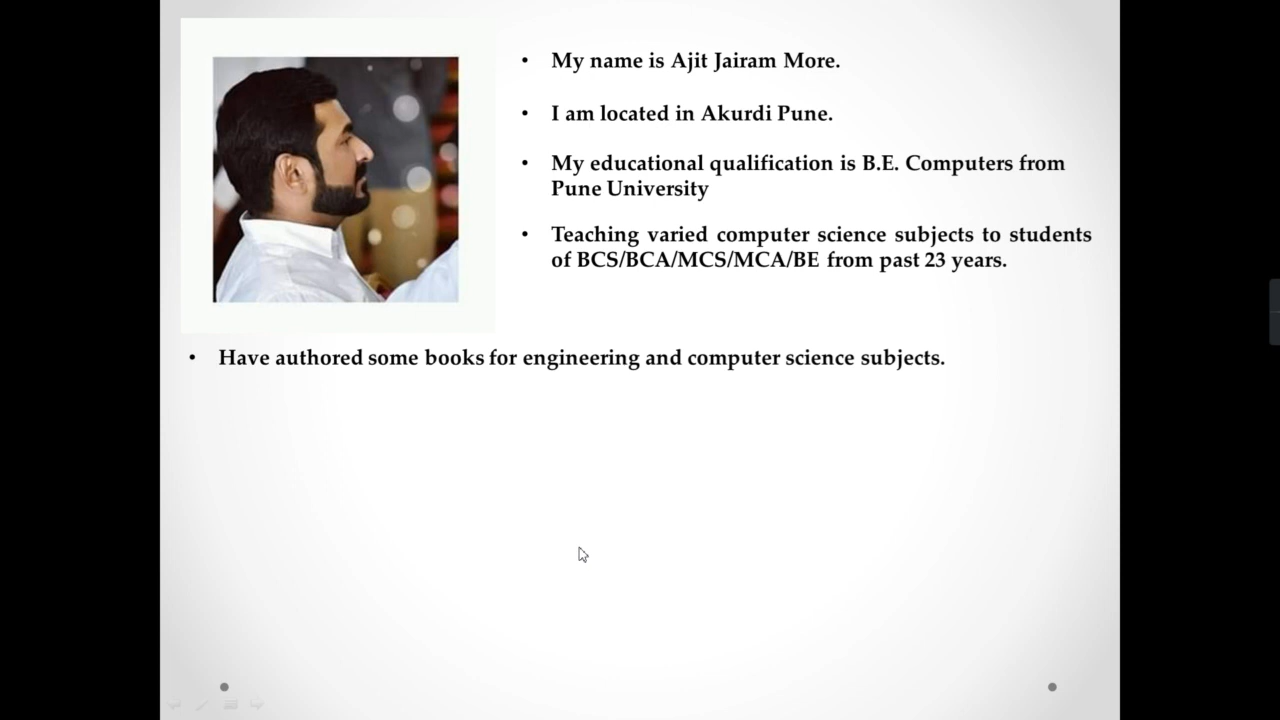 • My name is Ajit Jairam More.
• I am located in Akurdi Pune.
• My educational qualification is B.E. Computers from
Pune University
• Teaching varied computer science subjects to students
of BCS/BCA/MCS/MCA/BE from past 23 years.
• Have authored some books for engineering and computer science subjects.